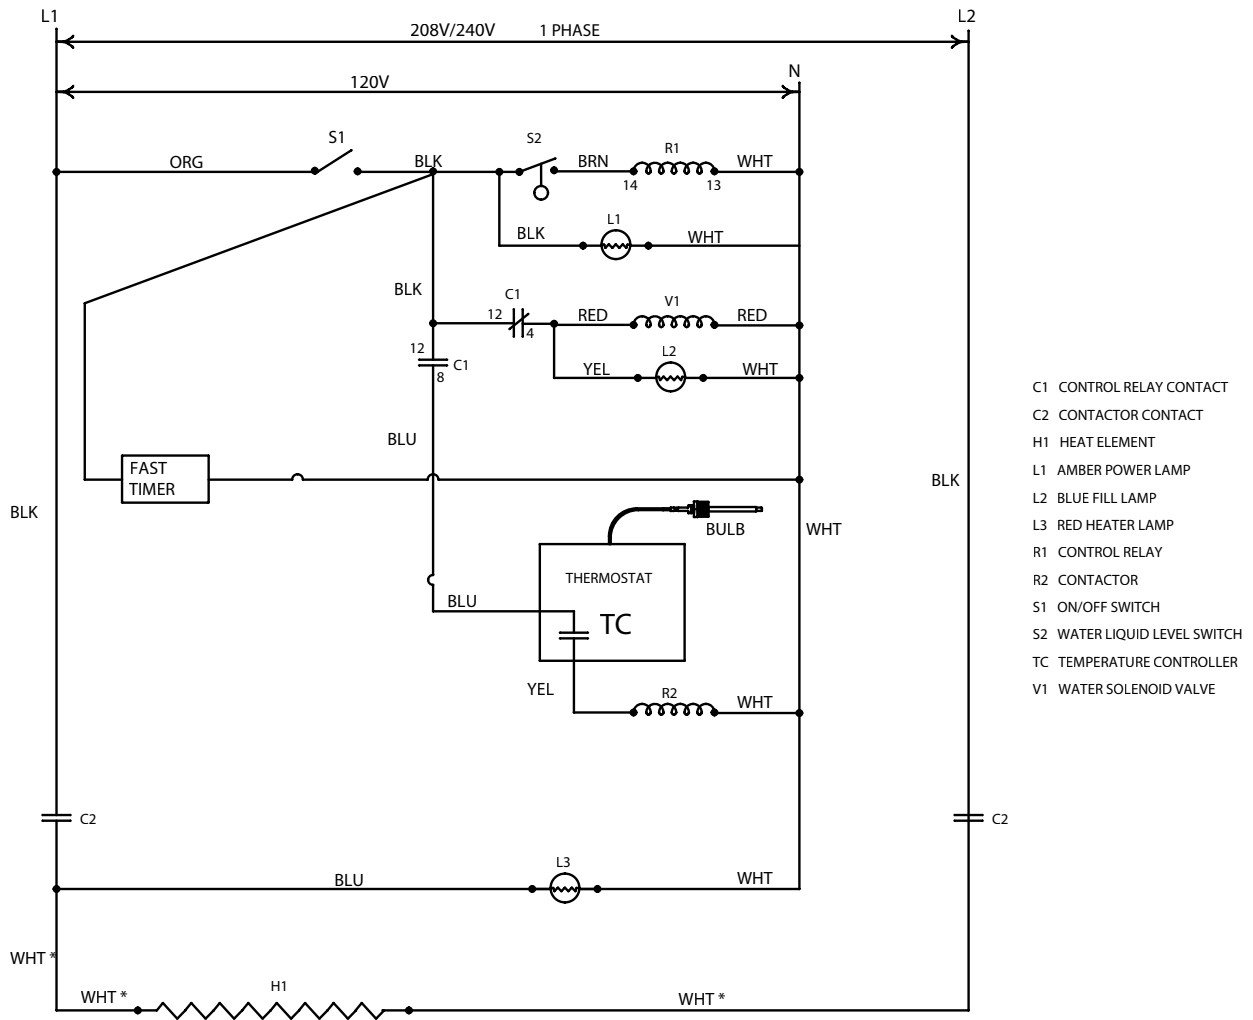 L1
L2
208V/240V 1 PHASE
N
120V
S1
S2
R1
ORG
BLK
BRN
WHT
14
13
L1
BLK
WHT
BLK
C1
V1
12
RED
RED
4
12
C1
8
L2
YEL
WHT
C1 CONTROL RELAY CONTACT
C2 CONTACTOR CONTACT
H1 HEAT ELEMENT
L1 AMBER POWER LAMP
L2 BLUE FILL LAMP
L3 RED HEATER LAMP
R1 CONTROL RELAY
R2 CONTACTOR
S1 ON/OFF SWITCH
S2 WATER LIQUID LEVEL SWITCH
TC TEMPERATURE CONTROLLER
V1 WATER SOLENOID VALVE
BLU
FAST
TIMER
BLK
BLK
BULB
WHT
THERMOSTAT
TC
BLU
YEL
R2
WHT
C2
C2
L3
BLU
WHT
WHT *
WHT *
H1
WHT *